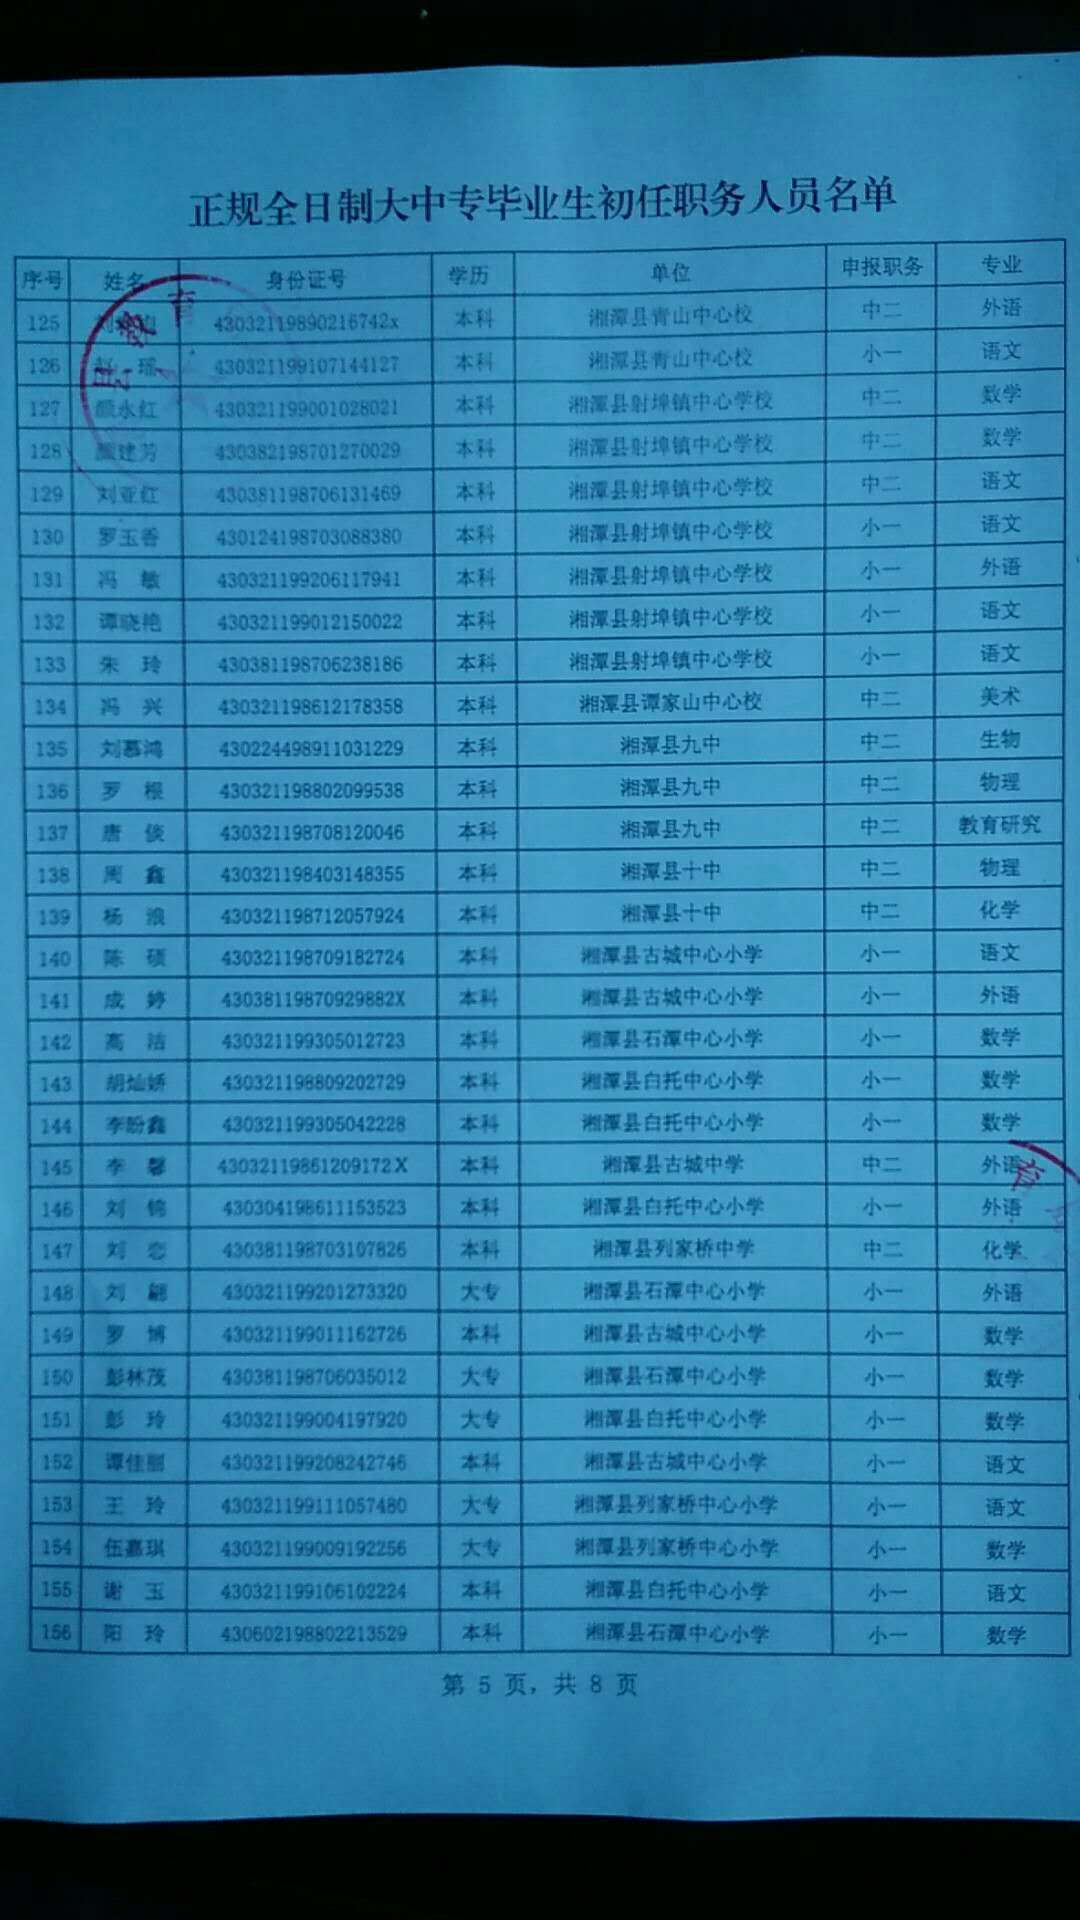 正规全日制大中专毕业生初任职务人员名单
序号 姓名 身份证号 学历 单位 申报职务 专业
125 43032119890216742x 本科 湘潭县青山中心校 中二 外语
126 赵瑶 430321199107144127 本科 湘潭县青山中心校 小一 语文
127 颜永红 430321199001028021 本科 湘潭县射埠镇中心学校 中二 数学
128 颜建芳 430382198701270029 本科 湘潭县射埠镇中心学校 中二 数学
129 刘亚红 430381198706131469 本科 湘潭县射埠镇中心学校 中二 语文
130 罗玉香 430124198703088380 本科 湘潭县射埠镇中心学校 小一 语文
131 冯敏 430321199206117941 本科 湘潭县射埠镇中心学校 小一 外语
132 谭晓艳 430321199012150022 本科 湘潭县射埠镇中心学校 小一 语文
133 朱玲 430381198706238186 本科 湘潭县射埠镇中心学校 小一 语文
134 冯兴 430321198612178358 本科 湘潭县谭家山中心校 中二 美术
135 刘慕鸿 430224498911031229 本科 湘潭县九中 中二 生物
136 罗根 430321198802099538 本科 湘潭县九中 中二 物理
137 唐俊 430321198708120046 本科 湘潭县九中 中二 教育研究
138 周鑫 430321198403148355 本科 湘潭县十中 中二 物理
139 杨浪 430321198712057924 本科 湘潭县十中 中二 化学
140 陈硕 430321198709182724 本科 湘潭县古城中心小学 小一 语文
141 成婷 43038119870929882X 本科 湘潭县古城中心小学 小一 外语
142 高洁 430321199305012723 本科 湘潭县石潭中心小学 小一 数学
143 胡灿娇 430321198809202729 本科 湘潭县白托中心小学 小一 数学
144 李盼鑫 430321199305042228 本科 湘潭县白托中心小学 小一 数学
145 李馨 43032119861209172X 本科 湘潭县古城中学 中二 外语
146 刘锦 430304198611153523 本科 湘潭县白托中心小学 小一 外语
147 刘恋 430381198703107826 本科 湘潭县列家桥中学 中二 化学
148 刘翩 430321199201273320 大专 湘潭县石潭中心小学 小一 外语
149 罗博 430321199011162726 本科 湘潭县古城中心小学 小一 数学
150 彭林茂 430381198706035012 大专 湘潭县石潭中心小学 小一 数学
151 彭玲 430321199004197920 大专 湘潭县白托中心小学 小一 数学
152 谭佳丽 430321199208242746 本科 湘潭县古城中心小学 小一 语文
153 王玲 430321199111057480 大专 湘潭县列家桥中心小学 小一 语文
154 伍嘉琪 430321199009192256 大专 湘潭县列家桥中心小学 小一 数学
155 谢玉 430321199106102224 本科 湘潭县白托中心小学 小一 语文
156 阳玲 430602198802213529 本科 湘潭县石潭中心小学 小一 数学
第 5 页，共 8 页